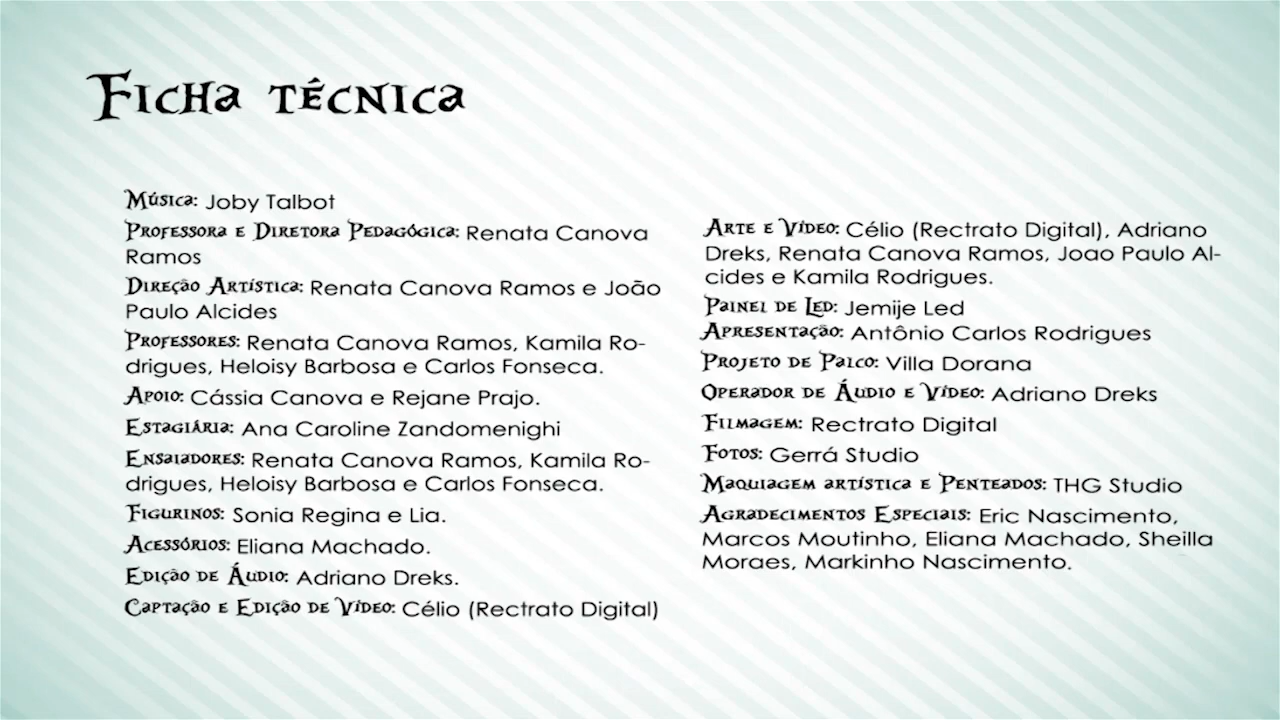 Ficha técnica
Música: Joby Talbot
Professora e Diretora Pedagógica: Renata Canova
Ramos
Direção Artística: Renata Canova Ramos e João
Paulo Alcides
Professores: Renata Canova Ramos, Kamila Ro-
drigues, Heloisy Barbosa e Carlos Fonseca.
Apoio: Cássia Canova e Rejane Prajo.
Estagiária: Ana Caroline Zandomenighi
Ensaiadores: Renata Canova Ramos, Kamila Ro-
drigues, Heloisy Barbosa e Carlos Fonseca.
Figurinos: Sonia Regina e Lia.
Acessórios: Eliana Machado.
Edição de Áudio: Adriano Dreks.
Captação e Edição de Vídeo: Célio (Rectrato Digital)
Arte e Vídeo: Célio (Rectrato Digital), Adriano
Dreks, Renata Canova Ramos, Joao Paulo Al-
cides e Kamila Rodrigues.
Painel de Led: Jemije Led
Apresentação: Antônio Carlos Rodrigues
Projeto de Palco: Villa Dorana
Operador de Áudio e Vídeo: Adriano Dreks
Filmagem: Rectrato Digital
Fotos: Gerrá Studio
Maquiagem artística e Penteados: THG Studio
Agradecimentos Especiais: Eric Nascimento,
Marcos Moutinho, Eliana Machado, Sheilla
Moraes, Markinho Nascimento.